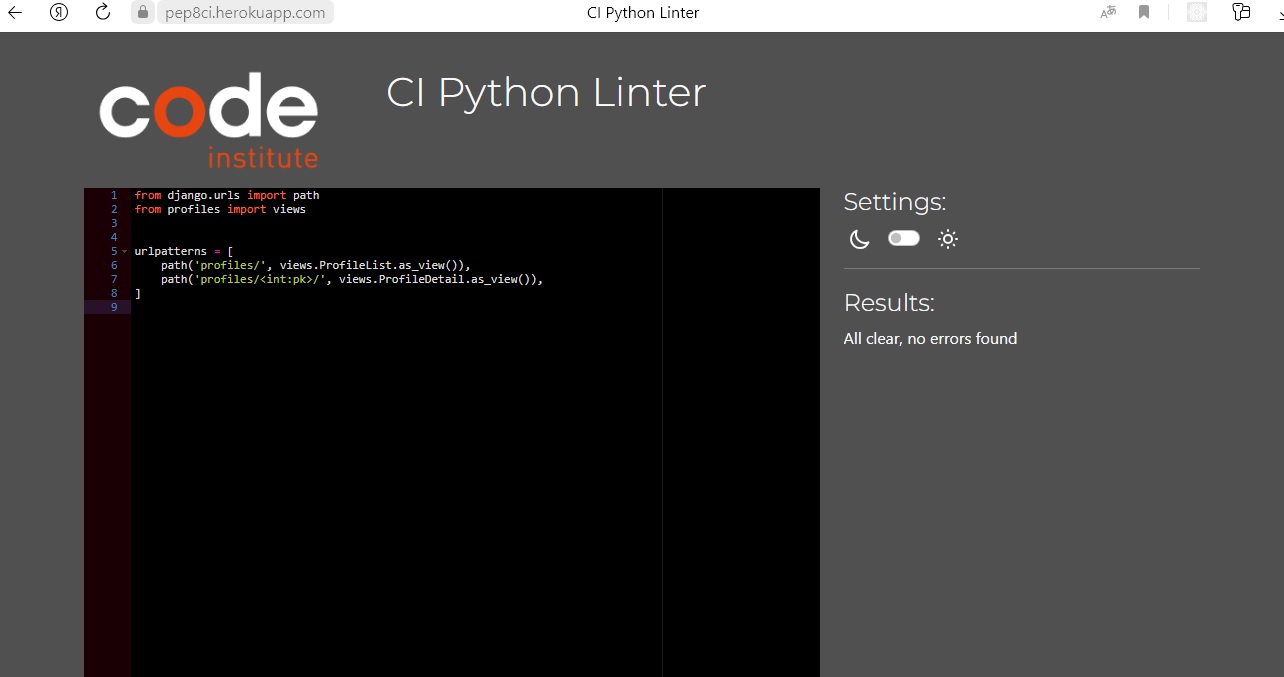 pep8ci.herokuapp.com
CI Python Linter
code
institute
CI Python Linter
1 from django.urls import path
2 from profiles import views
3
4
5 urlpatterns = [
6     path('profiles/', views.ProfileList.as_view()),
7     path('profiles/<int:pk>/', views.ProfileDetail.as_view()),
8 ]
9
Settings:
Results:
All clear, no errors found